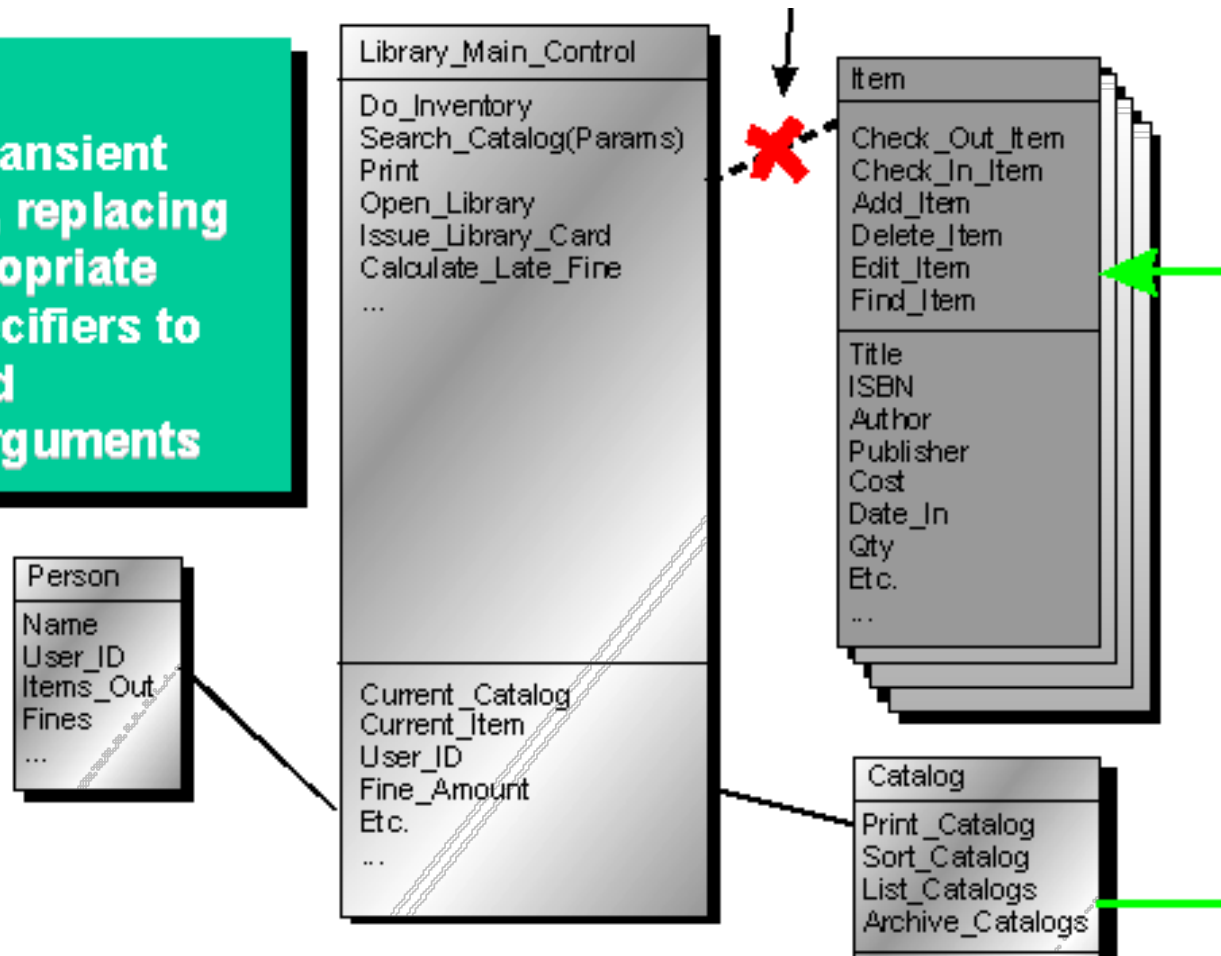 ansient
, replacing
opriate
cifiers to
d
rguments
Library_Main_Control
Do_Inventory
Search_Catalog(Params)
Print
Open_Library
Issue_Library_Card
Calculate_Late_Fine
...
Current_Catalog
Current_Item
User_ID
Fine_Amount
Etc.
...
Item
Check_Out_Item
Check_In_Item
Add_Item
Delete_Item
Edit_Item
Find_Item
Title
ISBN
Author
Publisher
Cost
Date_In
Qty
Etc.
...
Person
Name
User_ID
Items_Out
Fines
...
Catalog
Print_Catalog
Sort_Catalog
List_Catalogs
Archive_Catalogs